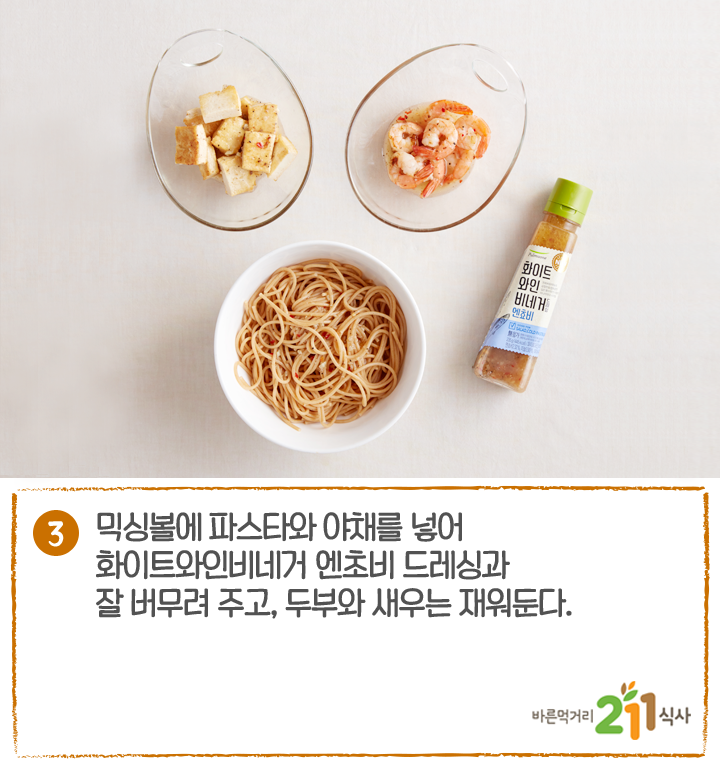 화이트
와인
비네거
엔초비
3
믹싱볼에 파스타와 야채를 넣어
화이트와인비네거 엔초비 드레싱과
잘 버무려 주고, 두부와 새우는 재워둔다.
바른먹거리 211 식사